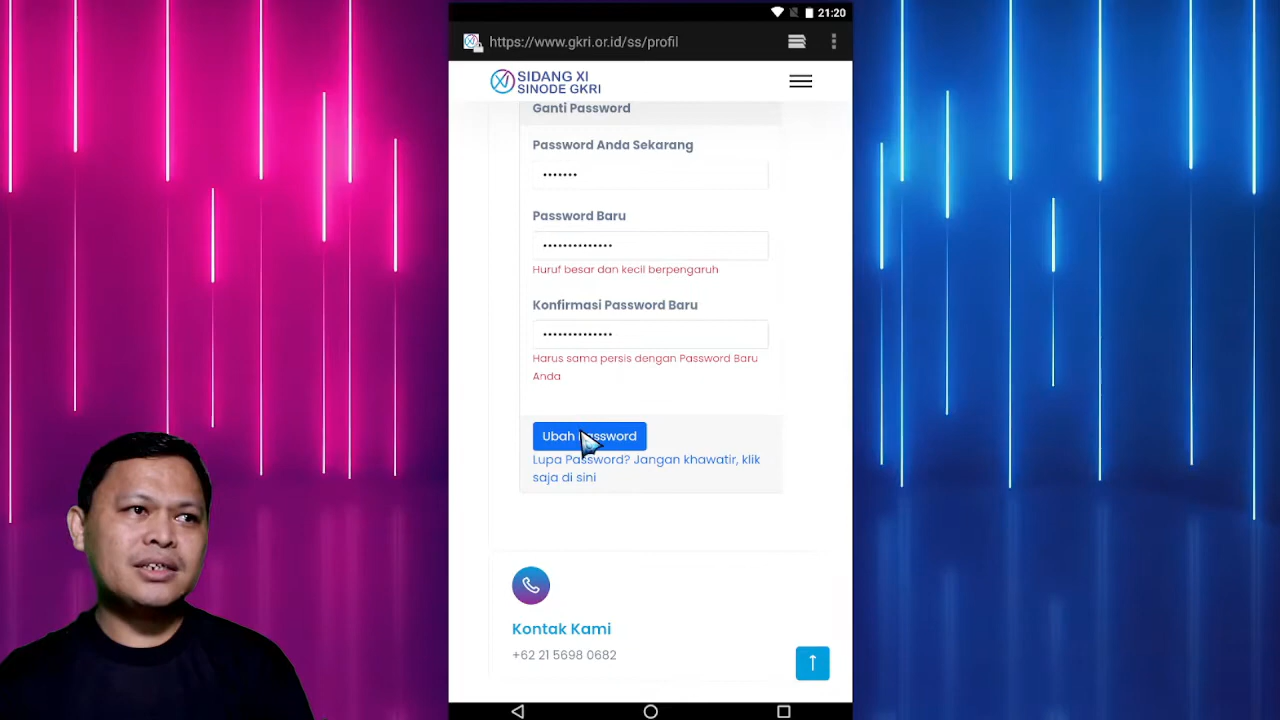 21:20
https://www.gkri.or.id/ss/profil
SIDANG XI
SINODE GKRI
Ganti Password
Password Anda Sekarang
Password Baru
Huruf besar dan kecil berpengaruh
Konfirmasi Password Baru
Harus sama persis dengan Password Baru
Anda
Ubah Password
Lupa Password? Jangan khawatir, klik
saja di sini
Kontak Kami
+62 21 5698 0682